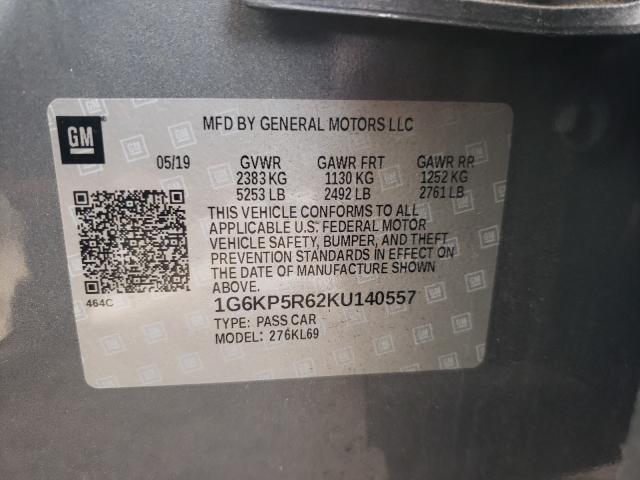 GM
MFD BY GENERAL MOTORS LLC
05/19 GVWR GAWR FRT GAWR RR
2383 KG 1130 KG 1252 KG
5253 LB 2492 LB 2761 LB
THIS VEHICLE CONFORMS TO ALL
APPLICABLE U.S. FEDERAL MOTOR
VEHICLE SAFETY, BUMPER, AND THEFT
PREVENTION STANDARDS IN EFFECT ON
THE DATE OF MANUFACTURE SHOWN
ABOVE.
464C
1G6KP5R62KU140557
TYPE: PASS CAR
MODEL: 276KL69